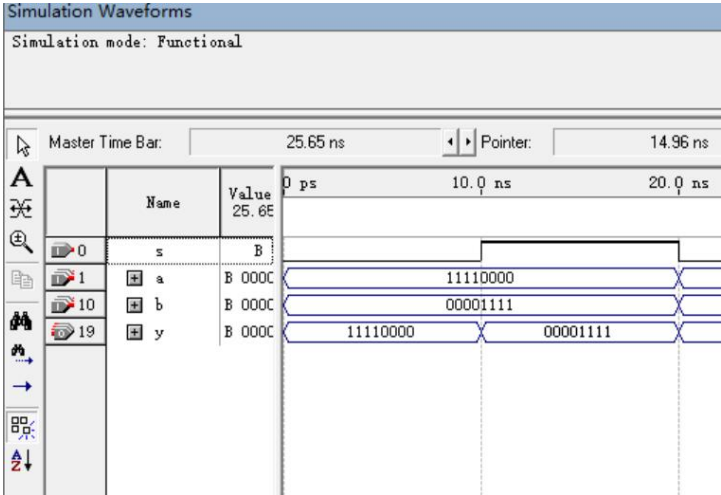 Simulation Waveforms
Simulation mode: Functional
Master Time Bar: 25.65 ns Pointer: 14.96 ns
Name Value 25.65 0 ps 10.0 ns 20.0 ns
0 s B
1 a B 0000 11110000
10 b B 0000 00001111
19 y B 0000 11110000 00001111